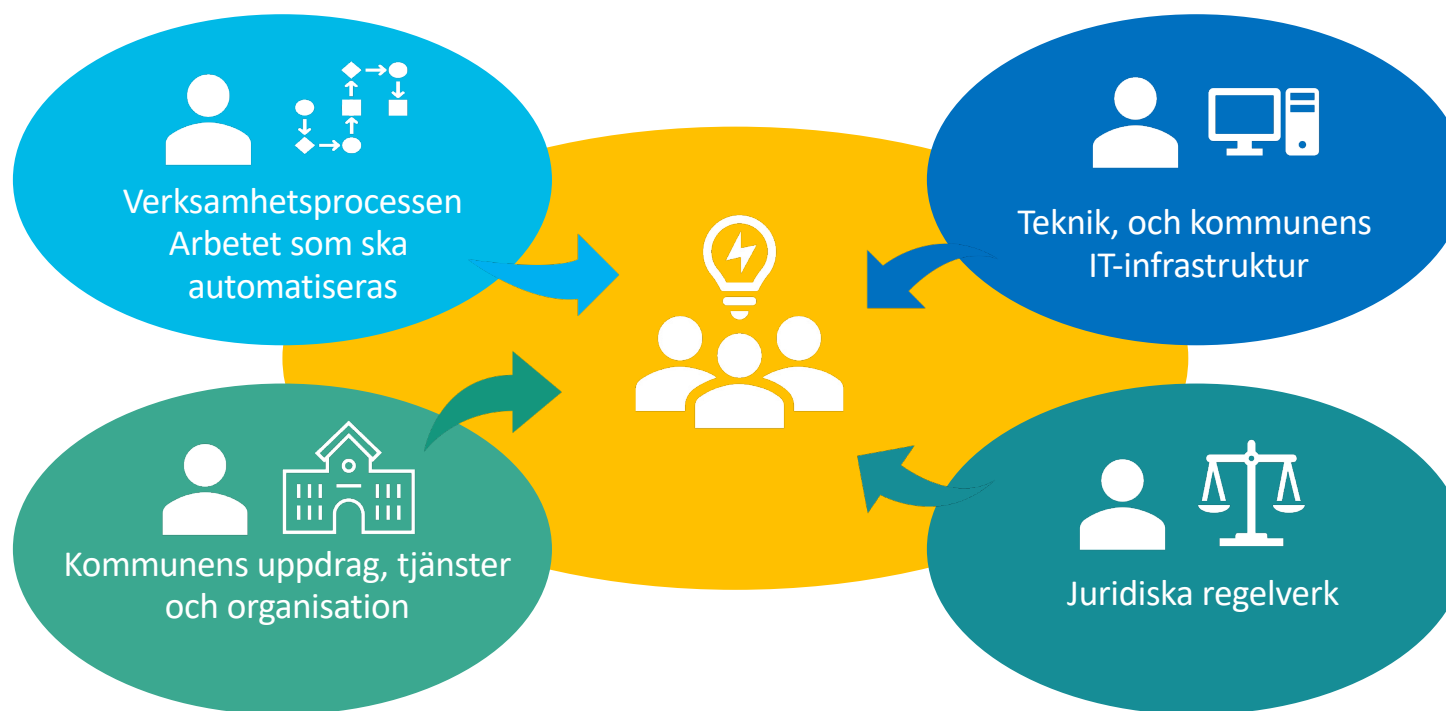 Verksamhetsprocessen
Arbetet som ska
automatiseras
Teknik, och kommunens
IT-infrastruktur
Kommunens uppdrag, tjänster
och organisation
Juridiska regelverk